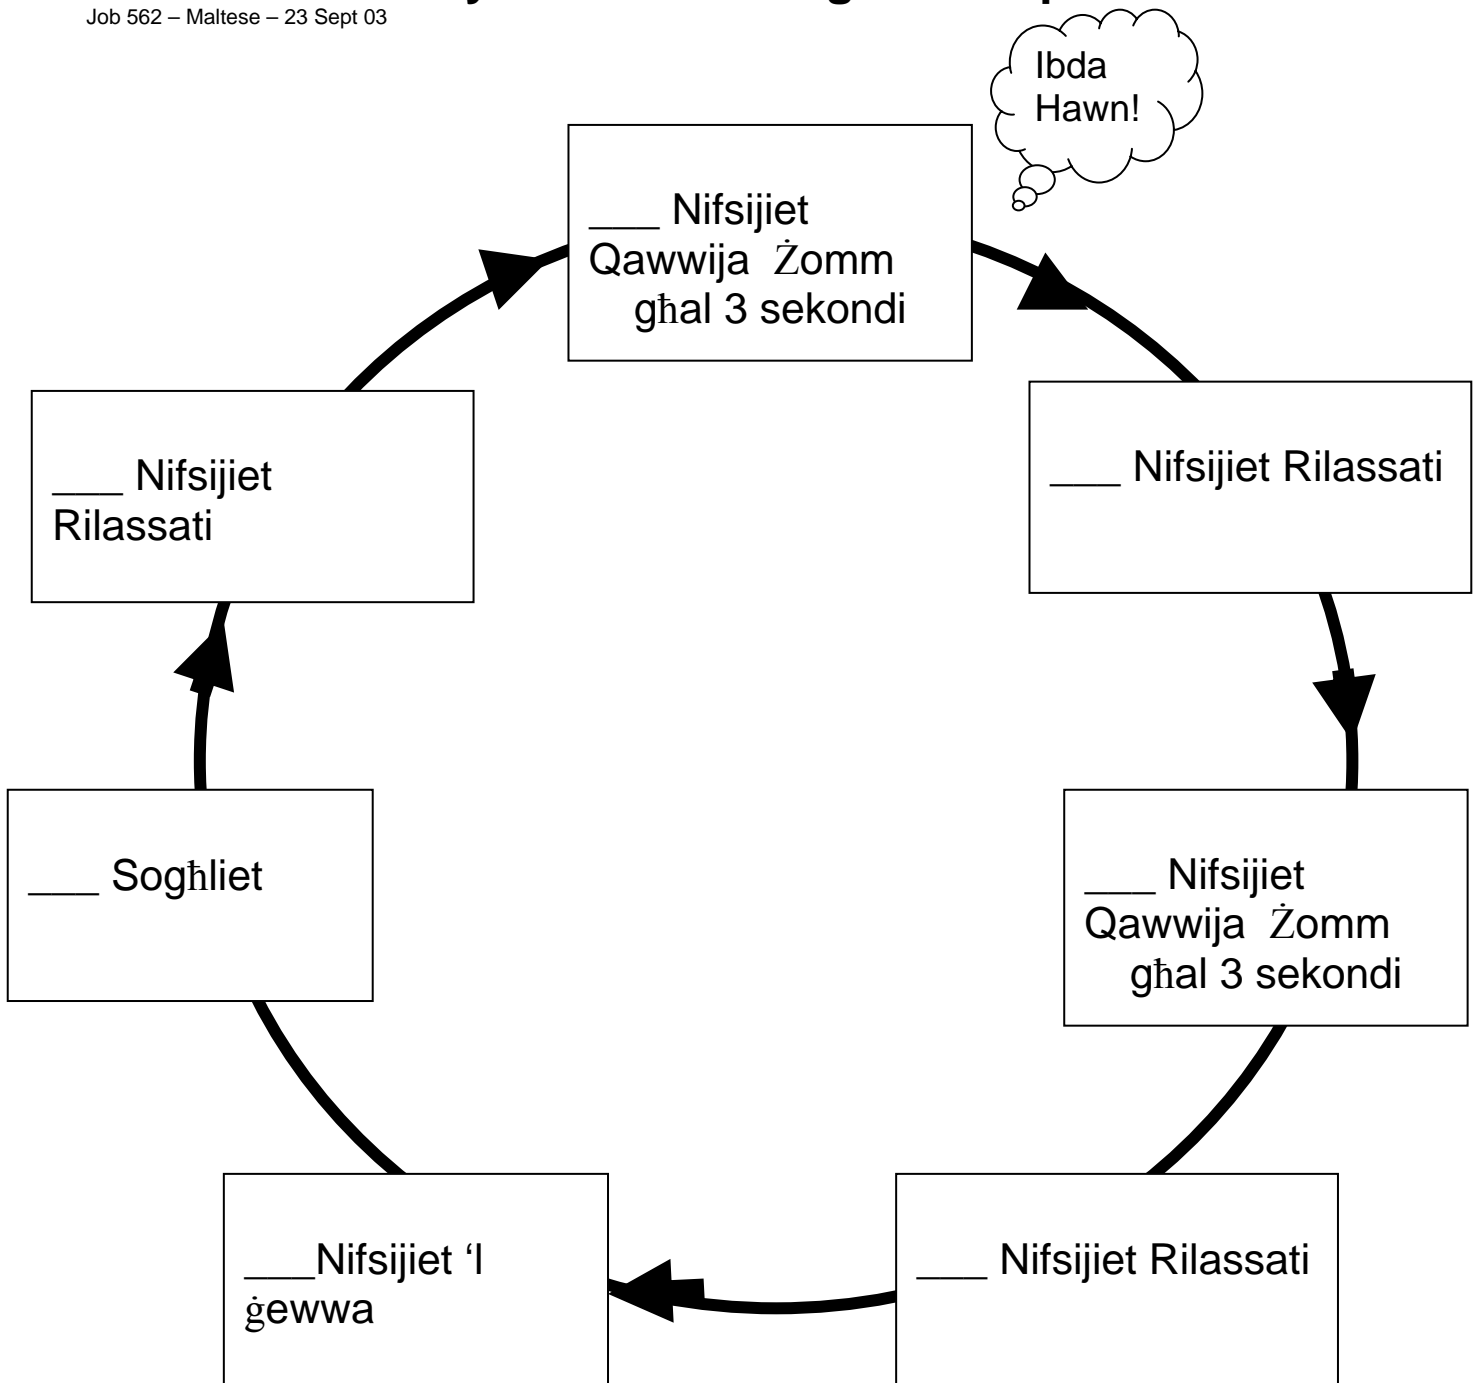 Job 562 – Maltese – 23 Sept 03
Ibda
Hawn!
___ Nifsijiet
Qawwija Żomm
għal 3 sekondi
___ Nifsijiet
Rilassati
___ Nifsijiet Rilassati
___ Sogħliet
___ Nifsijiet
Qawwija Żomm
għal 3 sekondi
___Nifsijiet ‘l
ġewwa
___ Nifsijiet Rilassati